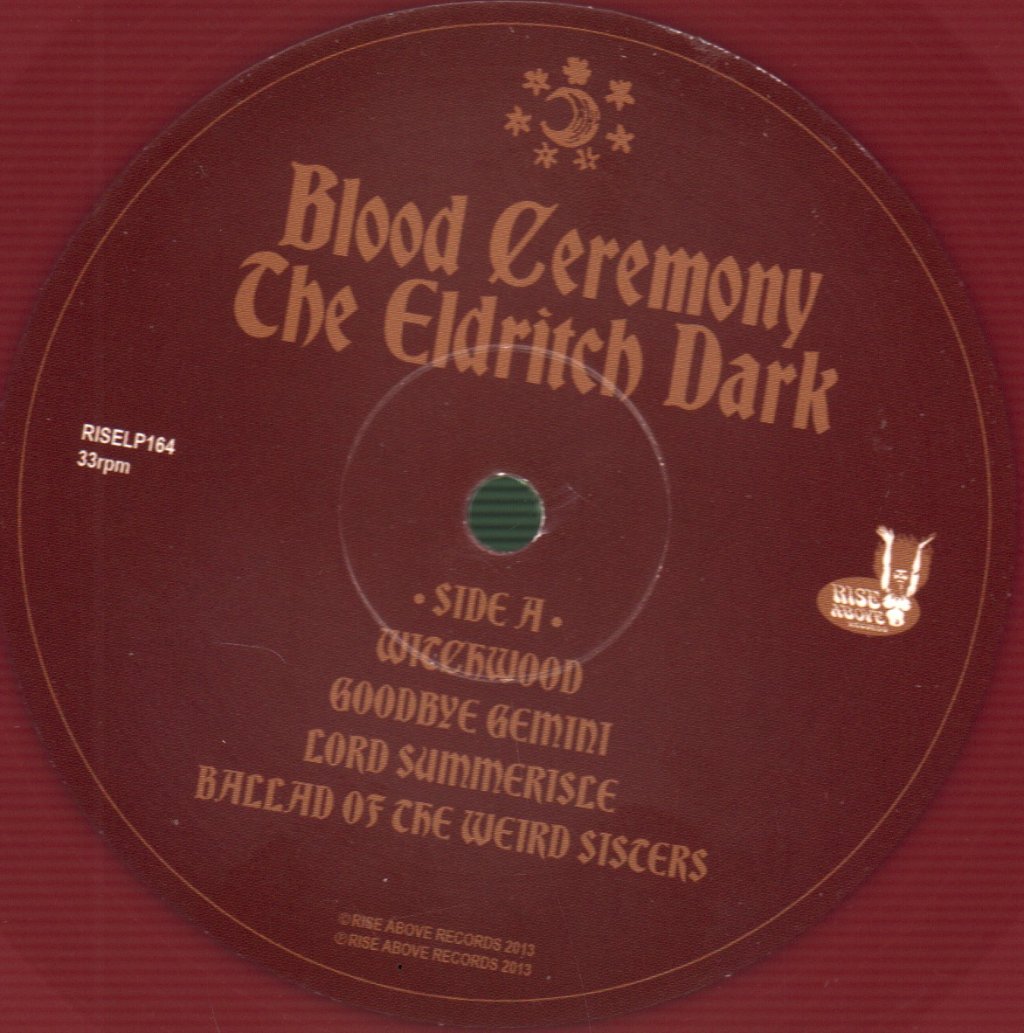 Blood Ceremony
The Eldritch Dark
RISELP164
33rpm
RISE
ABOVE
RECORDS
• SIDE A •
WITCHWOOD
GOODBYE GEMINI
LORD SUMMERISLE
BALLAD OF THE WEIRD SISTERS
©RISE ABOVE RECORDS 2013
℗RISE ABOVE RECORDS 2013